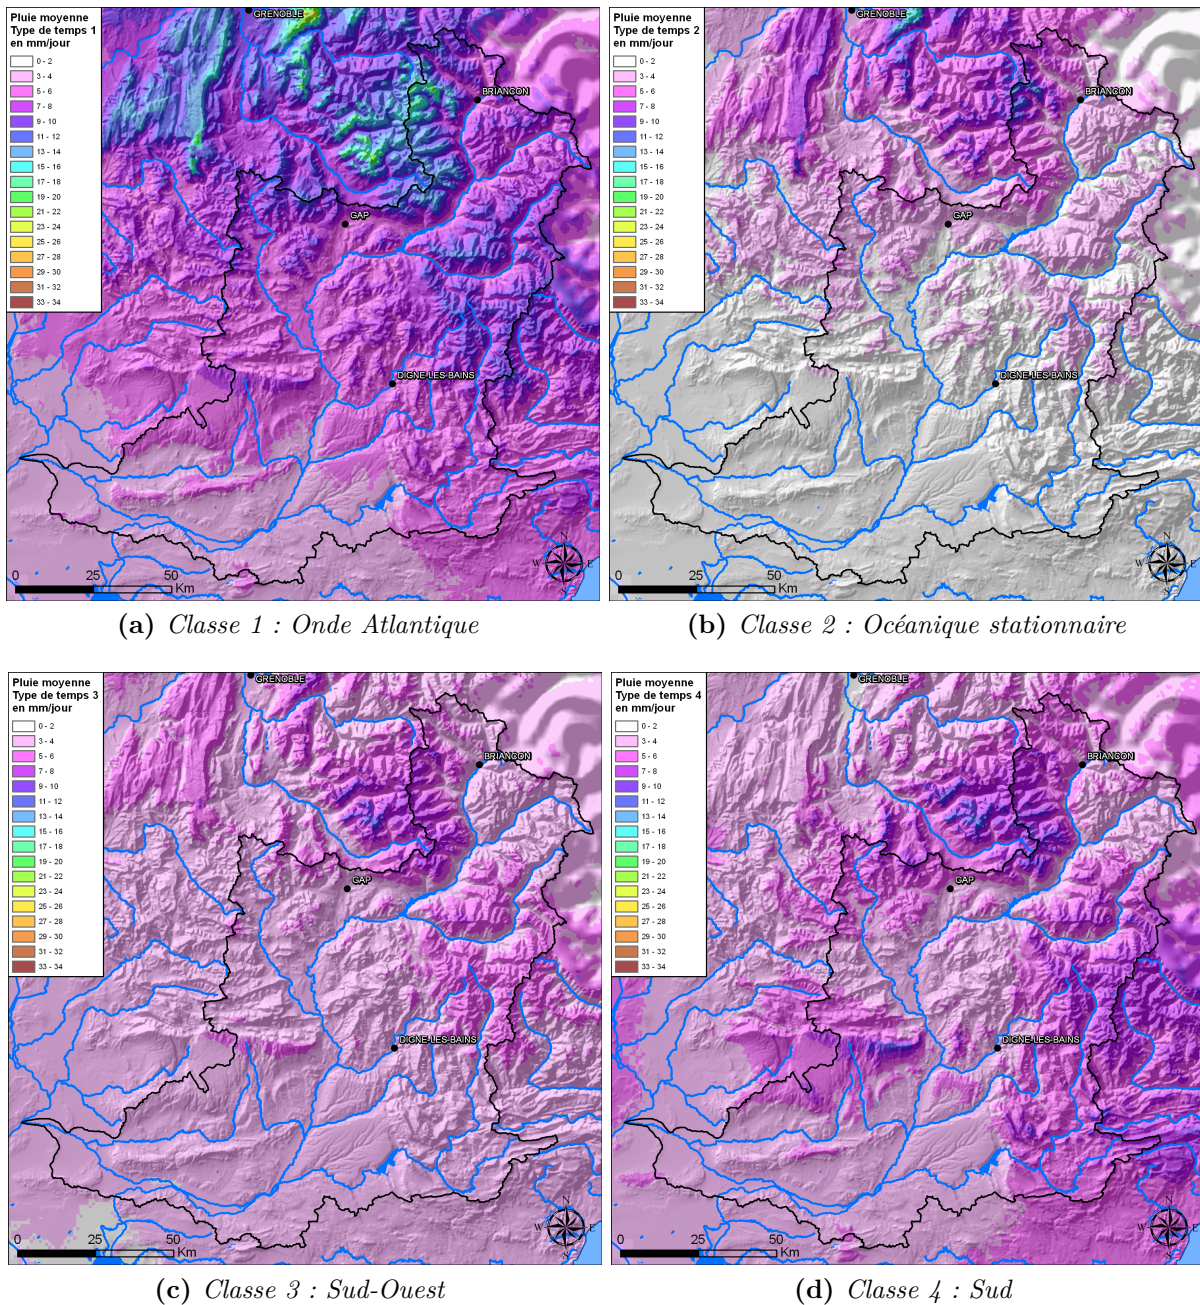 Pluie moyenne
Type de temps 1
en mm/jour
0 - 2
3 - 4
5 - 6
7 - 8
9 - 10
11 - 12
13 - 14
15 - 16
17 - 18
19 - 20
21 - 22
23 - 24
25 - 26
27 - 28
29 - 30
31 - 32
33 - 34
GRENOBLE
BRIANCON
GAP
DIGNE-LES-BAINS
N
W
E
S
0
25
50
Km
(a) Classe 1 : Onde Atlantique
Pluie moyenne
Type de temps 2
en mm/jour
0 - 2
3 - 4
5 - 6
7 - 8
9 - 10
11 - 12
13 - 14
15 - 16
17 - 18
19 - 20
21 - 22
23 - 24
25 - 26
27 - 28
29 - 30
31 - 32
33 - 34
GRENOBLE
BRIANCON
GAP
DIGNE-LES-BAINS
N
W
E
S
0
25
50
Km
(b) Classe 2 : Océanique stationnaire
Pluie moyenne
Type de temps 3
en mm/jour
0 - 2
3 - 4
5 - 6
7 - 8
9 - 10
11 - 12
13 - 14
15 - 16
17 - 18
19 - 20
21 - 22
23 - 24
25 - 26
27 - 28
29 - 30
31 - 32
33 - 34
GRENOBLE
BRIANCON
GAP
DIGNE-LES-BAINS
N
W
E
S
0
25
50
Km
(c) Classe 3 : Sud-Ouest
Pluie moyenne
Type de temps 4
en mm/jour
0 - 2
3 - 4
5 - 6
7 - 8
9 - 10
11 - 12
13 - 14
15 - 16
17 - 18
19 - 20
21 - 22
23 - 24
25 - 26
27 - 28
29 - 30
31 - 32
33 - 34
GRENOBLE
BRIANCON
GAP
DIGNE-LES-BAINS
N
W
E
S
0
25
50
Km
(d) Classe 4 : Sud